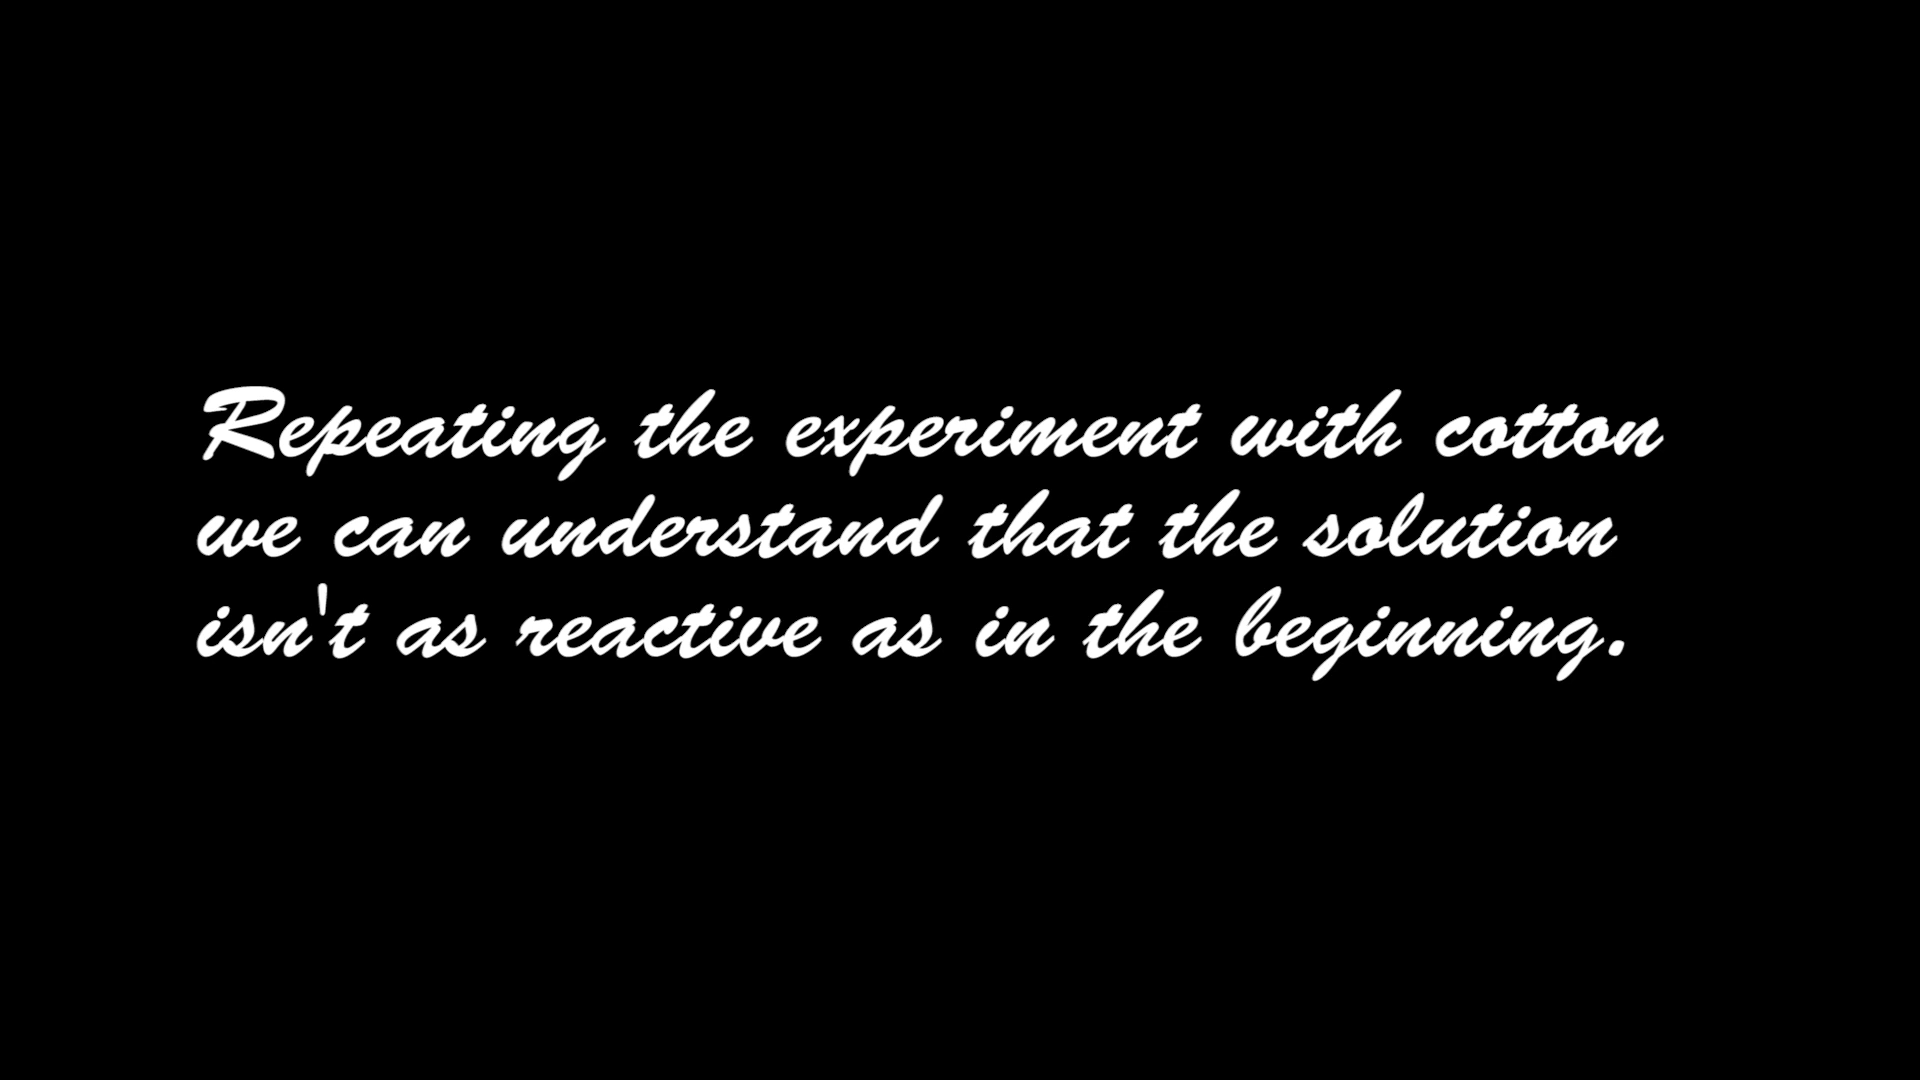 Repeating the experiment with cotton
we can understand that the solution
isn't as reactive as in the beginning.